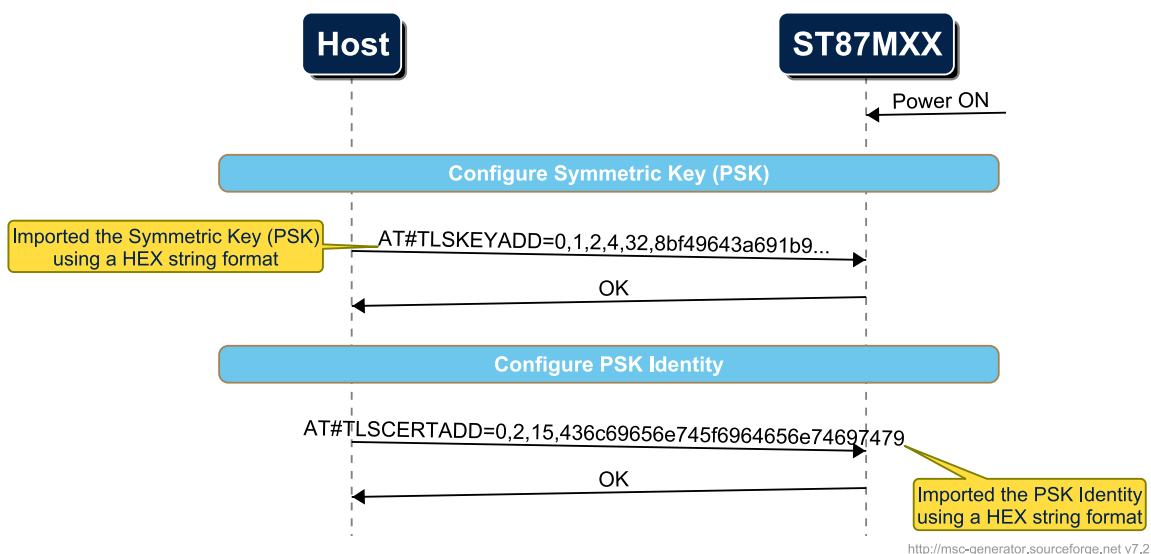 Host
ST87MXX
Power ON
Configure Symmetric Key (PSK)
Imported the Symmetric Key (PSK)
using a HEX string format
AT#TLSKEYADD=0,1,2,4,32,8bf49643a691b9...
OK
Configure PSK Identity
AT#TLSCERTADD=0,2,15,436c69656e745f6964656e74697479
OK
Imported the PSK Identity
using a HEX string format
http://msc-generator.sourceforge.net v7.2